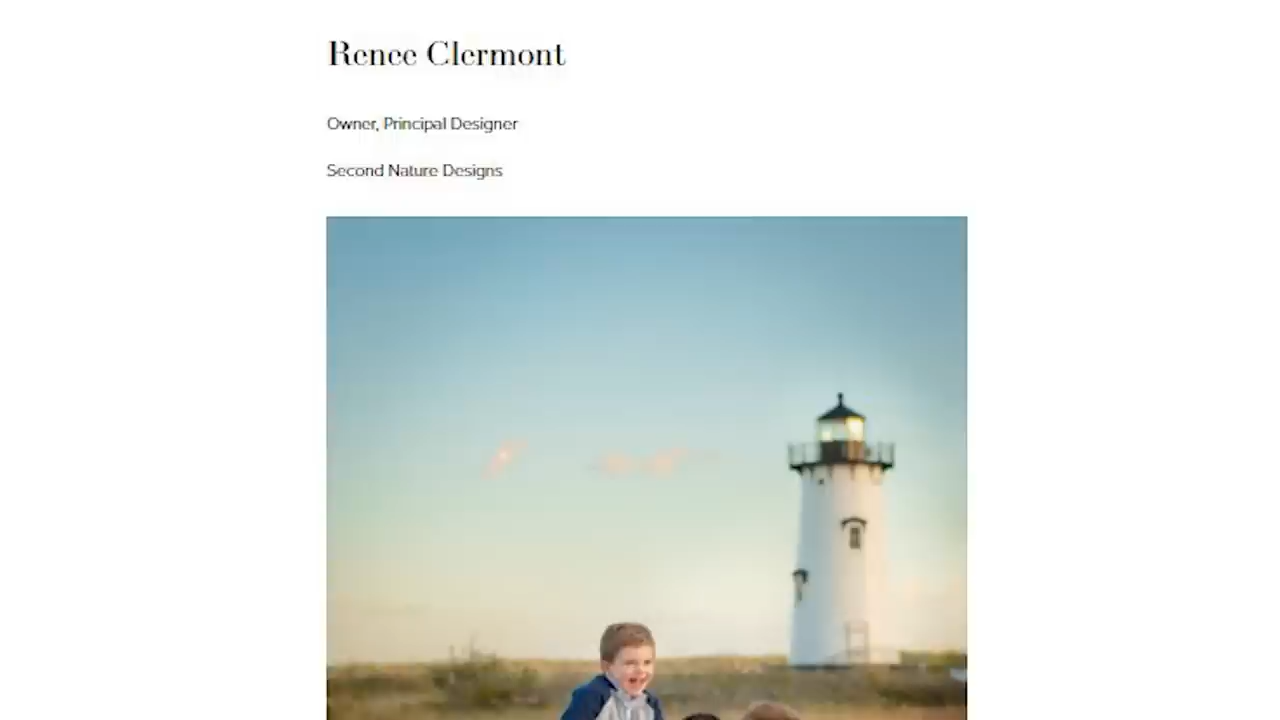 Renee Clermont
Owner, Principal Designer
Second Nature Designs